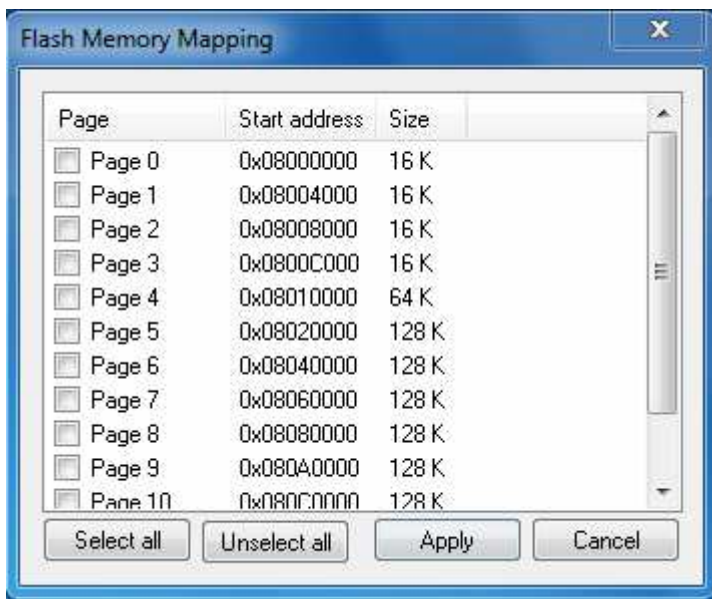 Flash Memory Mapping
Page Start address Size
Page 0 0x08000000 16 K
Page 1 0x08004000 16 K
Page 2 0x08008000 16 K
Page 3 0x0800C000 16 K
Page 4 0x08010000 64 K
Page 5 0x08020000 128 K
Page 6 0x08040000 128 K
Page 7 0x08060000 128 K
Page 8 0x08080000 128 K
Page 9 0x080A0000 128 K
Page 10 0x080C0000 128 K
Select all Unselect all Apply Cancel